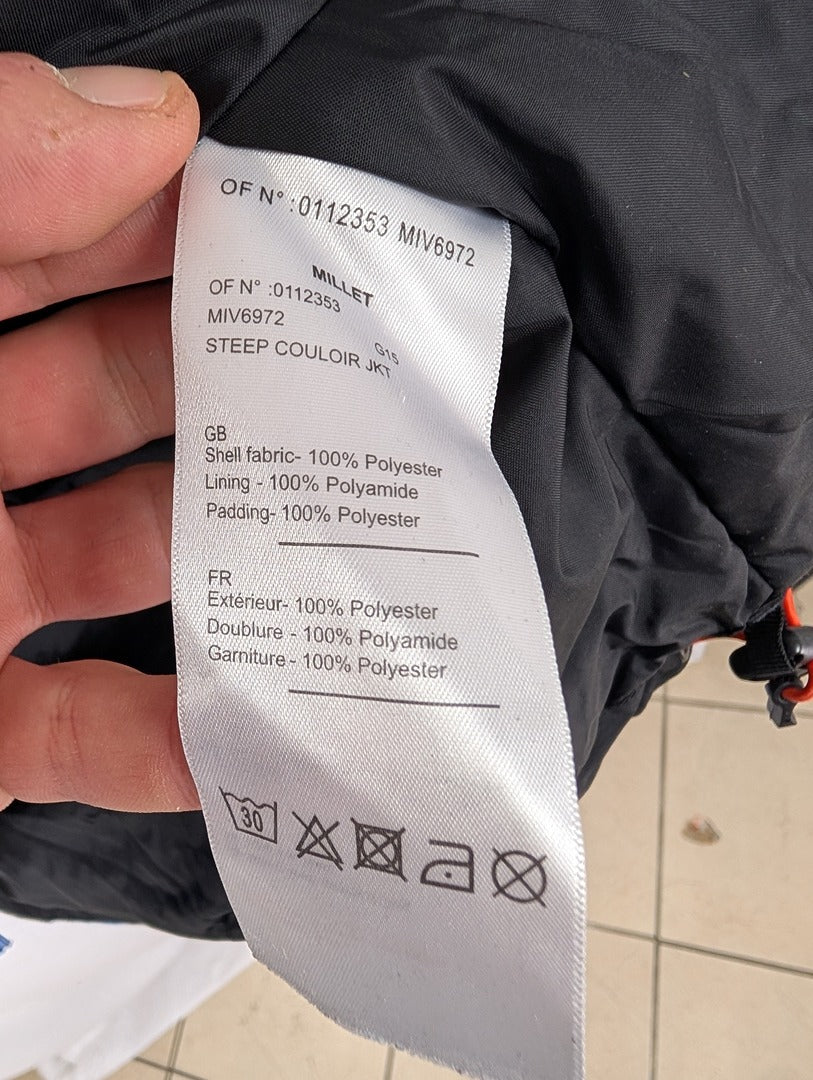 OF N° :0112353 MIV6972
MILLET
OF N° :0112353
MIV6972
G15
STEEP COULOIR JKT
GB
Shell fabric- 100% Polyester
Lining - 100% Polyamide
Padding- 100% Polyester
FR
Extérieur- 100% Polyester
Doublure - 100% Polyamide
Garniture - 100% Polyester
30